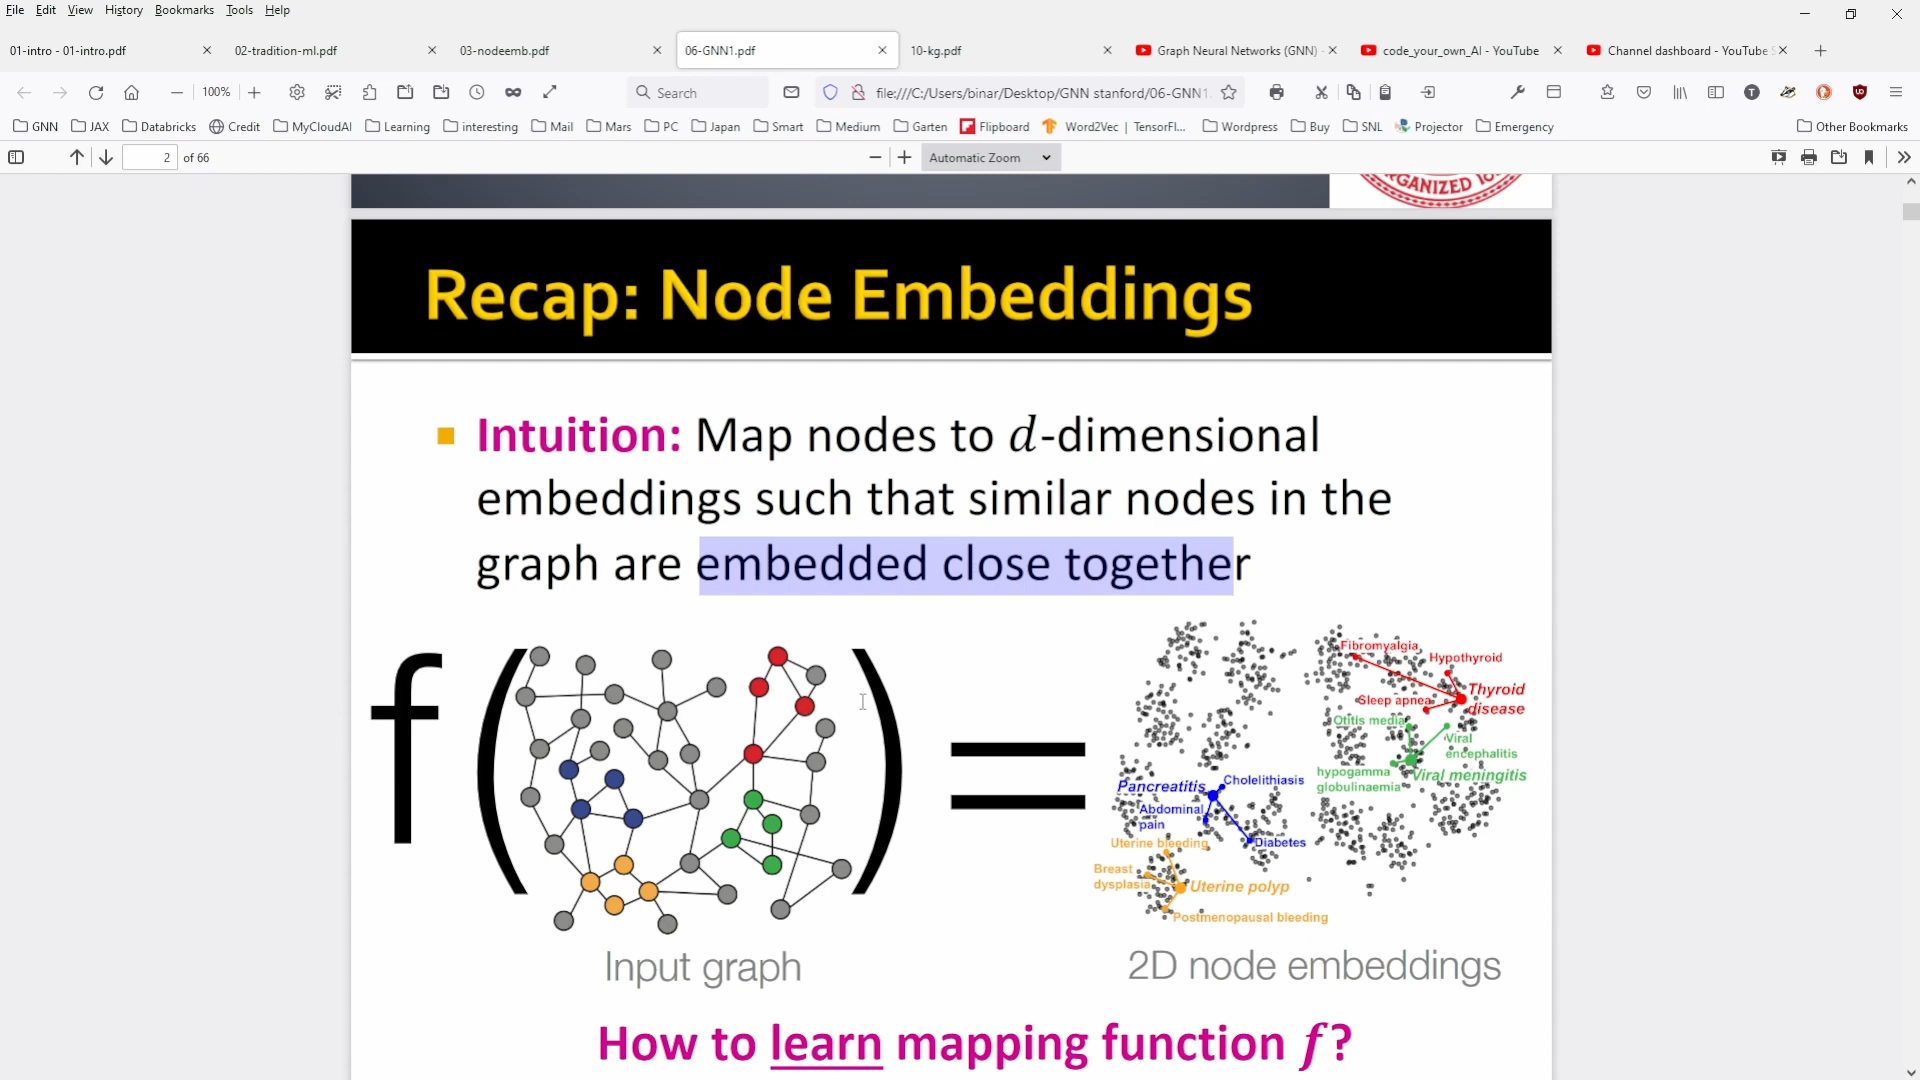 File Edit View History Bookmarks Tools Help
01-intro - 01-intro.pdf
02-tradition-ml.pdf
03-nodeemb.pdf
06-GNN1.pdf
10-kg.pdf
Graph Neural Networks (GNN)
code_your_own_AI - YouTube
Channel dashboard - YouTube
100%
Search
file:///C:/Users/binar/Desktop/GNN stanford/06-GNN1.
GNN JAX Databricks Credit MyCloudAI Learning interesting Mail Mars PC Japan Smart Medium Garten Flipboard Word2Vec | TensorFl... Wordpress Buy SNL Projector Emergency Other Bookmarks
2 of 66
Automatic Zoom
RGANIZED
Recap: Node Embeddings
Intuition: Map nodes to d-dimensional
embeddings such that similar nodes in the
graph are embedded close together
f ( ) =
Fibromyalgia
Hypothyroid
Thyroid
disease
Sleep apnea
Otitis media
Viral
encephalitis
hypogamma
globulinaemia
Viral meningitis
Pancreatitis
Cholelithiasis
Abdominal
pain
Diabetes
Uterine bleeding
Breast
dysplasia
Uterine polyp
Postmenopausal bleeding
Input graph
2D node embeddings
How to learn mapping function f?